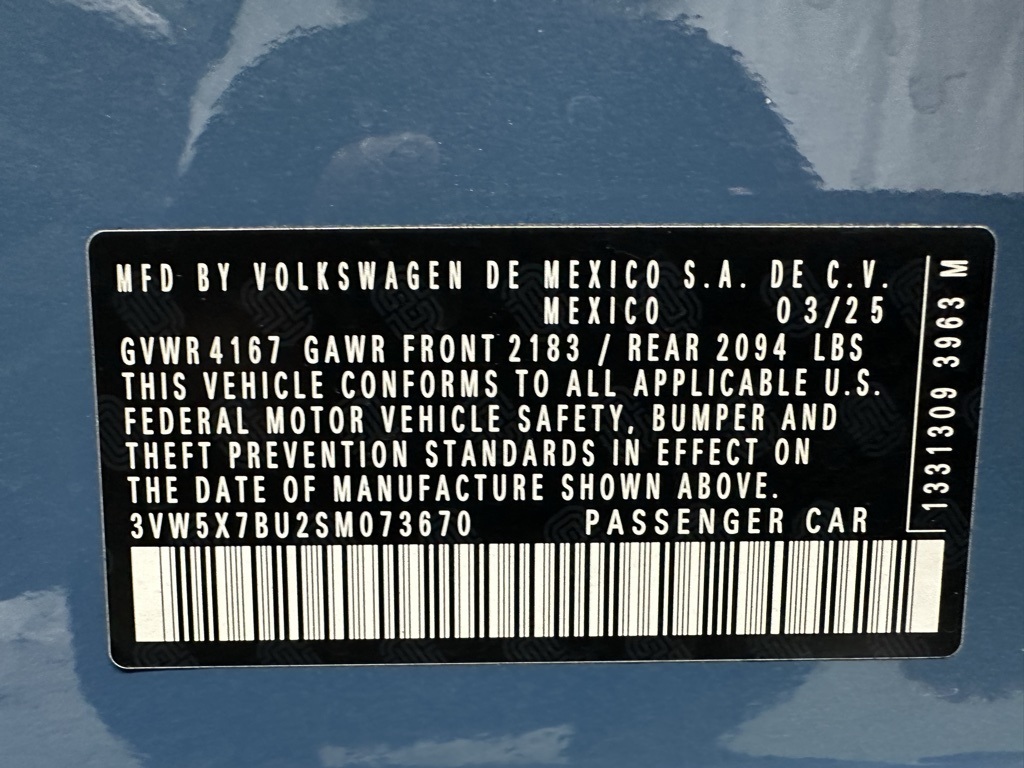 MFD BY VOLKSWAGEN DE MEXICO S.A. DE C.V.
MEXICO 03/25
GVWR 4167 GAWR FRONT 2183 / REAR 2094 LBS
THIS VEHICLE CONFORMS TO ALL APPLICABLE U.S.
FEDERAL MOTOR VEHICLE SAFETY, BUMPER AND
THEFT PREVENTION STANDARDS IN EFFECT ON
THE DATE OF MANUFACTURE SHOWN ABOVE.
3VW5X7BU2SM073670 PASSENGER CAR
1331309 3963 M